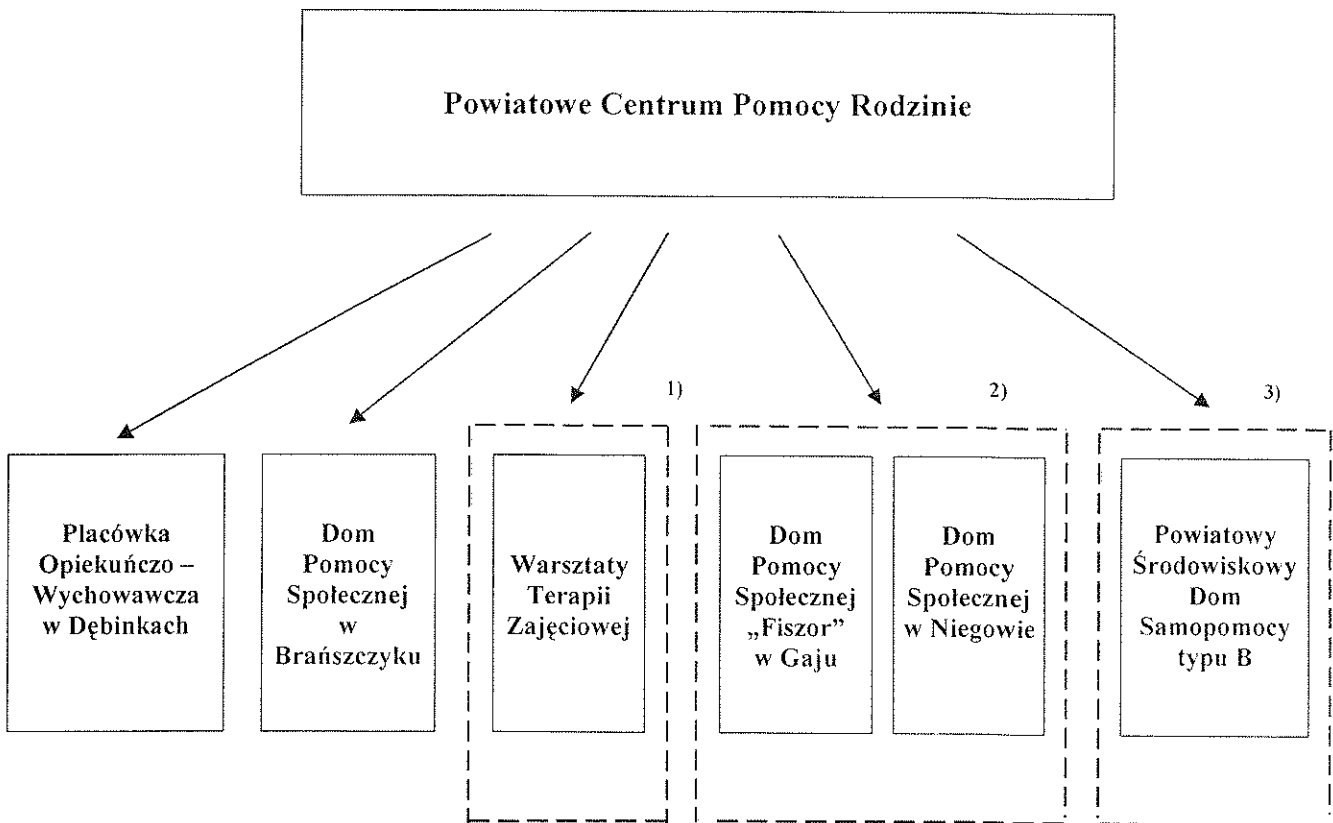 Powiatowe Centrum Pomocy Rodzinie
1)
2)
3)
Placówka
Opiekuńczo –
Wychowawcza
w Dębinkach
Dom
Pomocy
Społecznej
w
Brańszczyku
Warsztaty
Terapii
Zajęciowej
Dom
Pomocy
Społecznej
„Fiszor”
w Gaju
Dom
Pomocy
Społecznej
w Niegowie
Powiatowy
Środowiskowy
Dom
Samopomocy
typu B